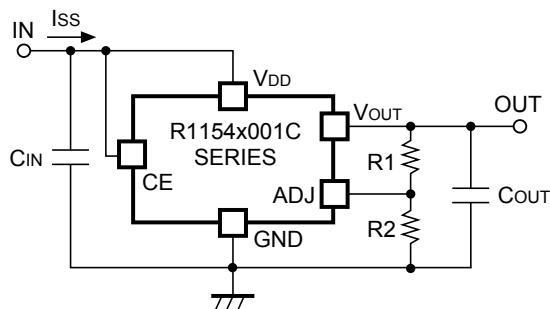 IN
ISS
VDD
R1154x001C
SERIES
VOUT
OUT
CIN
CE
ADJ
R1
R2
COUT
GND